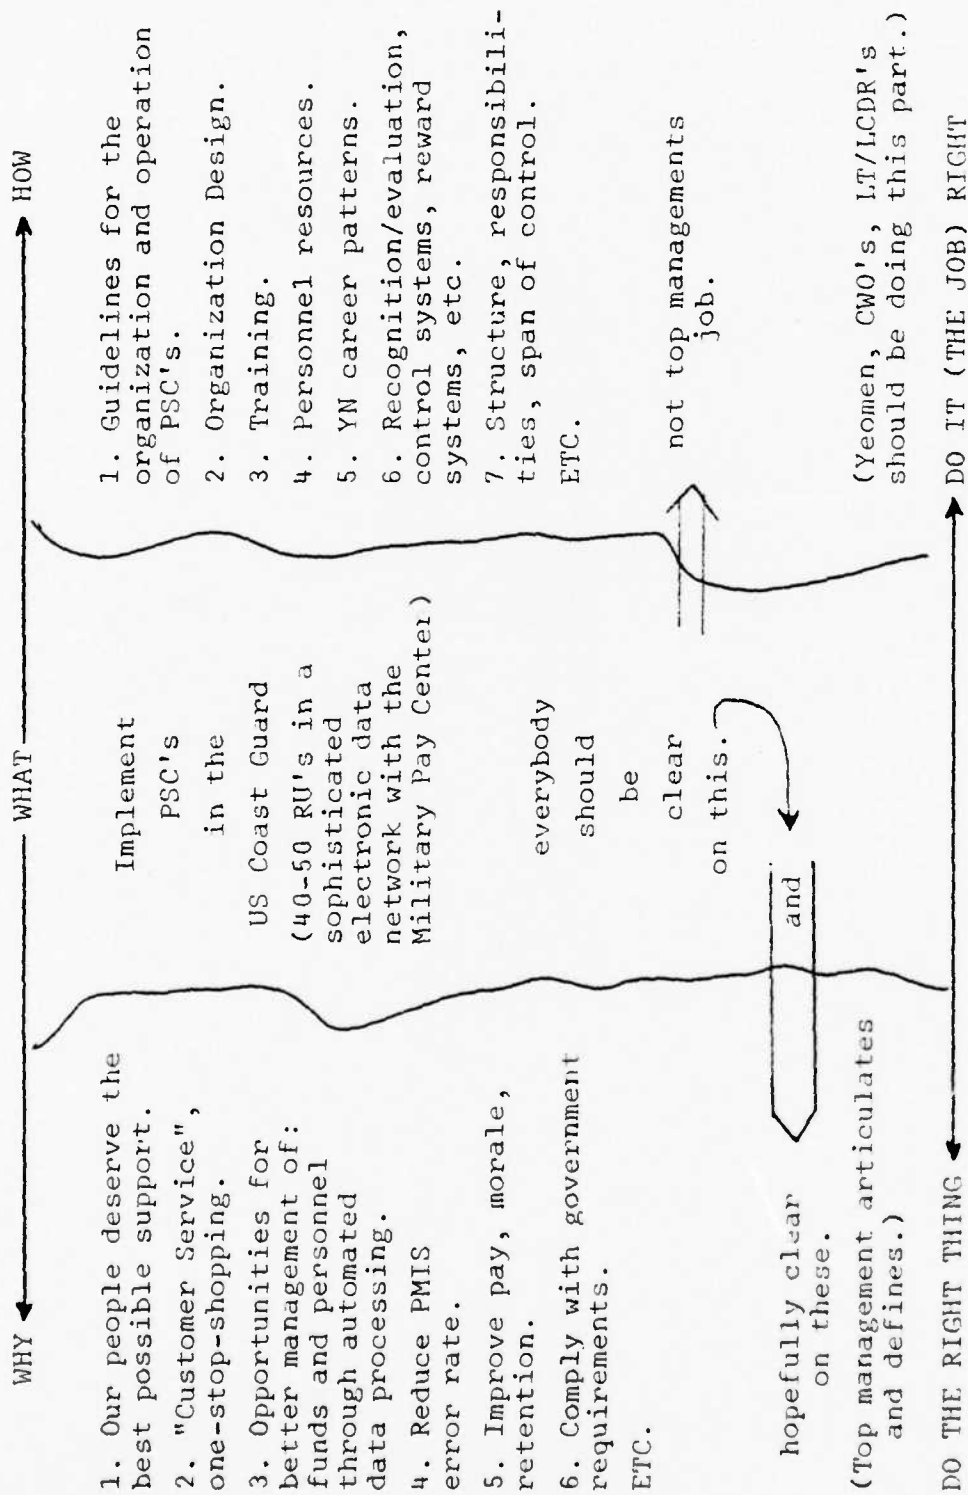 WHY
WHAT
HOW
1. Our people deserve the
best possible support.
2. "Customer Service",
one-stop-shopping.
3. Opportunities for
better management of:
funds and personnel
through automated
data processing.
4. Reduce PMIS
error rate.
5. Improve pay, morale,
retention.
6. Comply with government
requirements.
ETC.
hopefully clear
on these.
(Top management articulates
and defines.)
Implement
PSC's
in the
US Coast Guard
(40-50 RU's in a
sophisticated
electronic data
network with the
Military Pay Center)
everybody
should
be
clear
on this.
and
1. Guidelines for the
organization and operation
of PSC's.
2. Organization Design.
3. Training.
4. Personnel resources.
5. YN career patterns.
6. Recognition/evaluation,
control systems, reward
systems, etc.
7. Structure, responsibili-
ties, span of control.
ETC.
not top managements
job.
(Yeomen, CWO's, LT/LCDR's
should be doing this part.)
DO THE RIGHT THING
DO IT (THE JOB) RIGHT